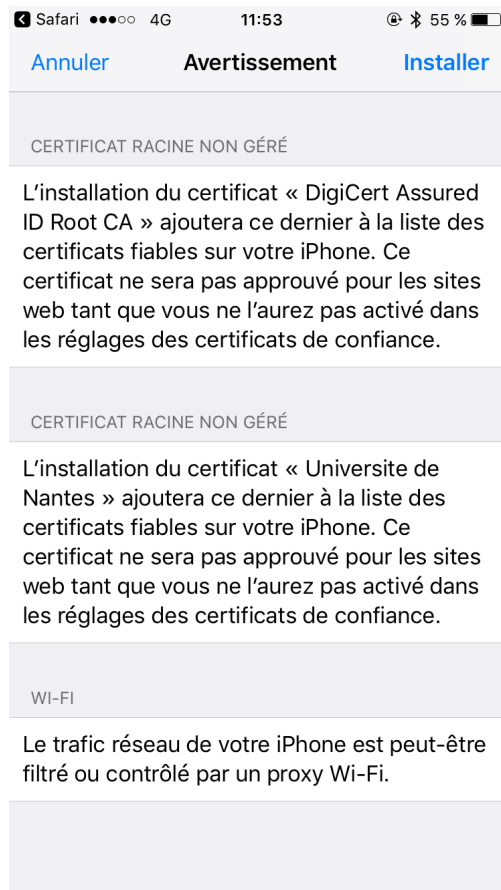 Safari 4G 11:53 55 %
Annuler Avertissement Installer
CERTIFICAT RACINE NON GÉRÉ
L’installation du certificat « DigiCert Assured
ID Root CA » ajoutera ce dernier à la liste des
certificats fiables sur votre iPhone. Ce
certificat ne sera pas approuvé pour les sites
web tant que vous ne l’aurez pas activé dans
les réglages des certificats de confiance.
CERTIFICAT RACINE NON GÉRÉ
L’installation du certificat « Universite de
Nantes » ajoutera ce dernier à la liste des
certificats fiables sur votre iPhone. Ce
certificat ne sera pas approuvé pour les sites
web tant que vous ne l’aurez pas activé dans
les réglages des certificats de confiance.
WI-FI
Le trafic réseau de votre iPhone est peut-être
filtré ou contrôlé par un proxy Wi-Fi.